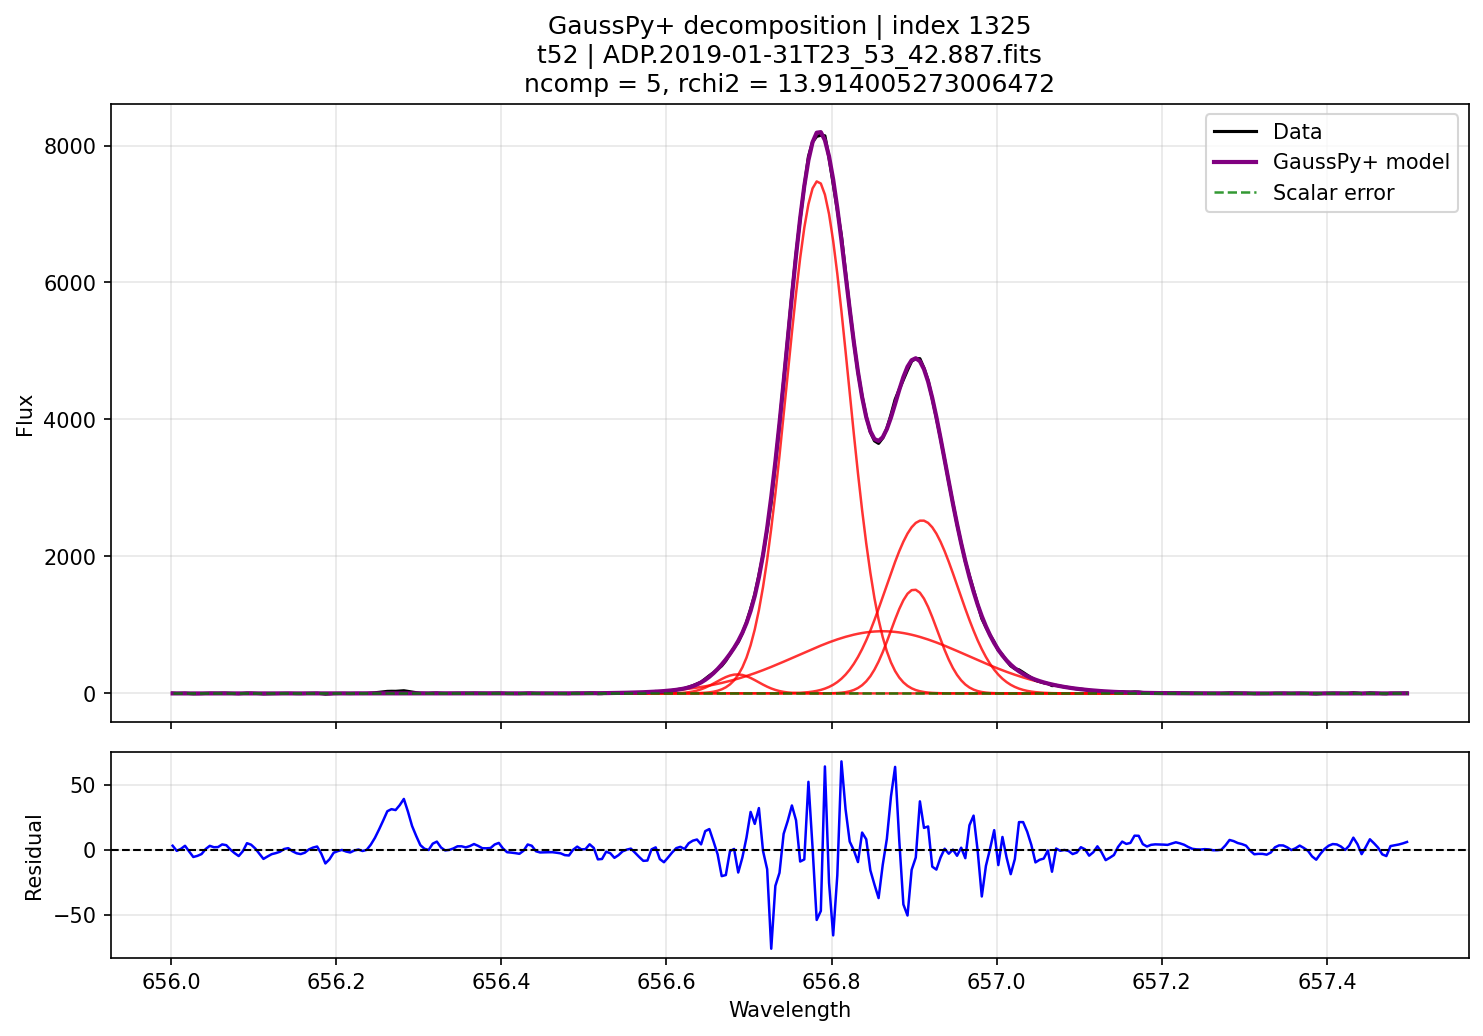 GaussPy+ decomposition | index 1325
t52 | ADP.2019-01-31T23_53_42.887.fits
ncomp = 5, rchi2 = 13.914005273006472
Data
GaussPy+ model
Scalar error
Flux
8000
6000
4000
2000
0
Residual
50
0
−50
656.0
656.2
656.4
656.6
656.8
657.0
657.2
657.4
Wavelength